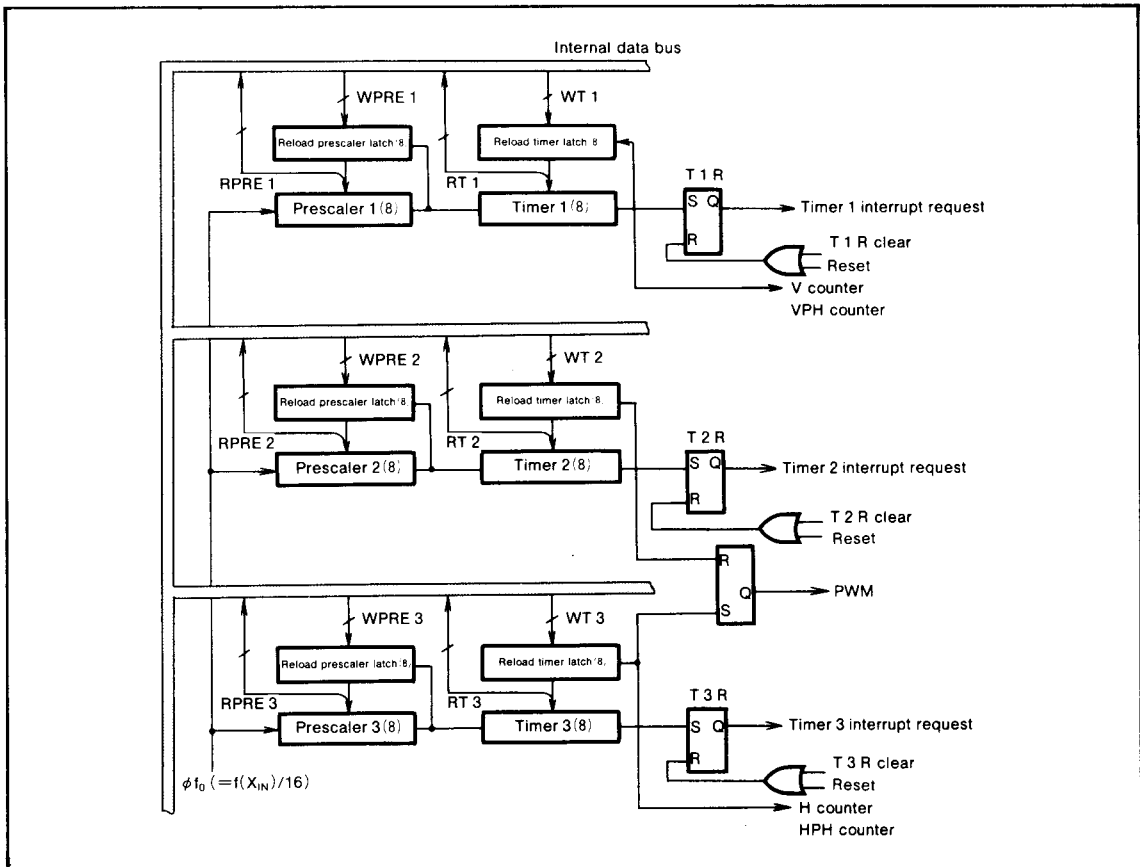 Internal data bus
WPRE 1
WT 1
Reload prescaler latch (8)
Reload timer latch 8
RPRE 1
RT 1
T 1 R
Prescaler 1 (8)
Timer 1 (8)
S Q
Timer 1 interrupt request
R
T 1 R clear
Reset
V counter
VPH counter
WPRE 2
WT 2
Reload prescaler latch (8)
Reload timer latch (8)
RPRE 2
RT 2
T 2 R
Prescaler 2 (8)
Timer 2 (8)
S Q
Timer 2 interrupt request
R
T 2 R clear
Reset
R
Q
PWM
S
WPRE 3
WT 3
Reload prescaler latch (8)
Reload timer latch (8)
RPRE 3
RT 3
T 3 R
Prescaler 3 (8)
Timer 3 (8)
S Q
Timer 3 interrupt request
R
T 3 R clear
Reset
φf₀ (=f(X_IN)/16)
H counter
HPH counter